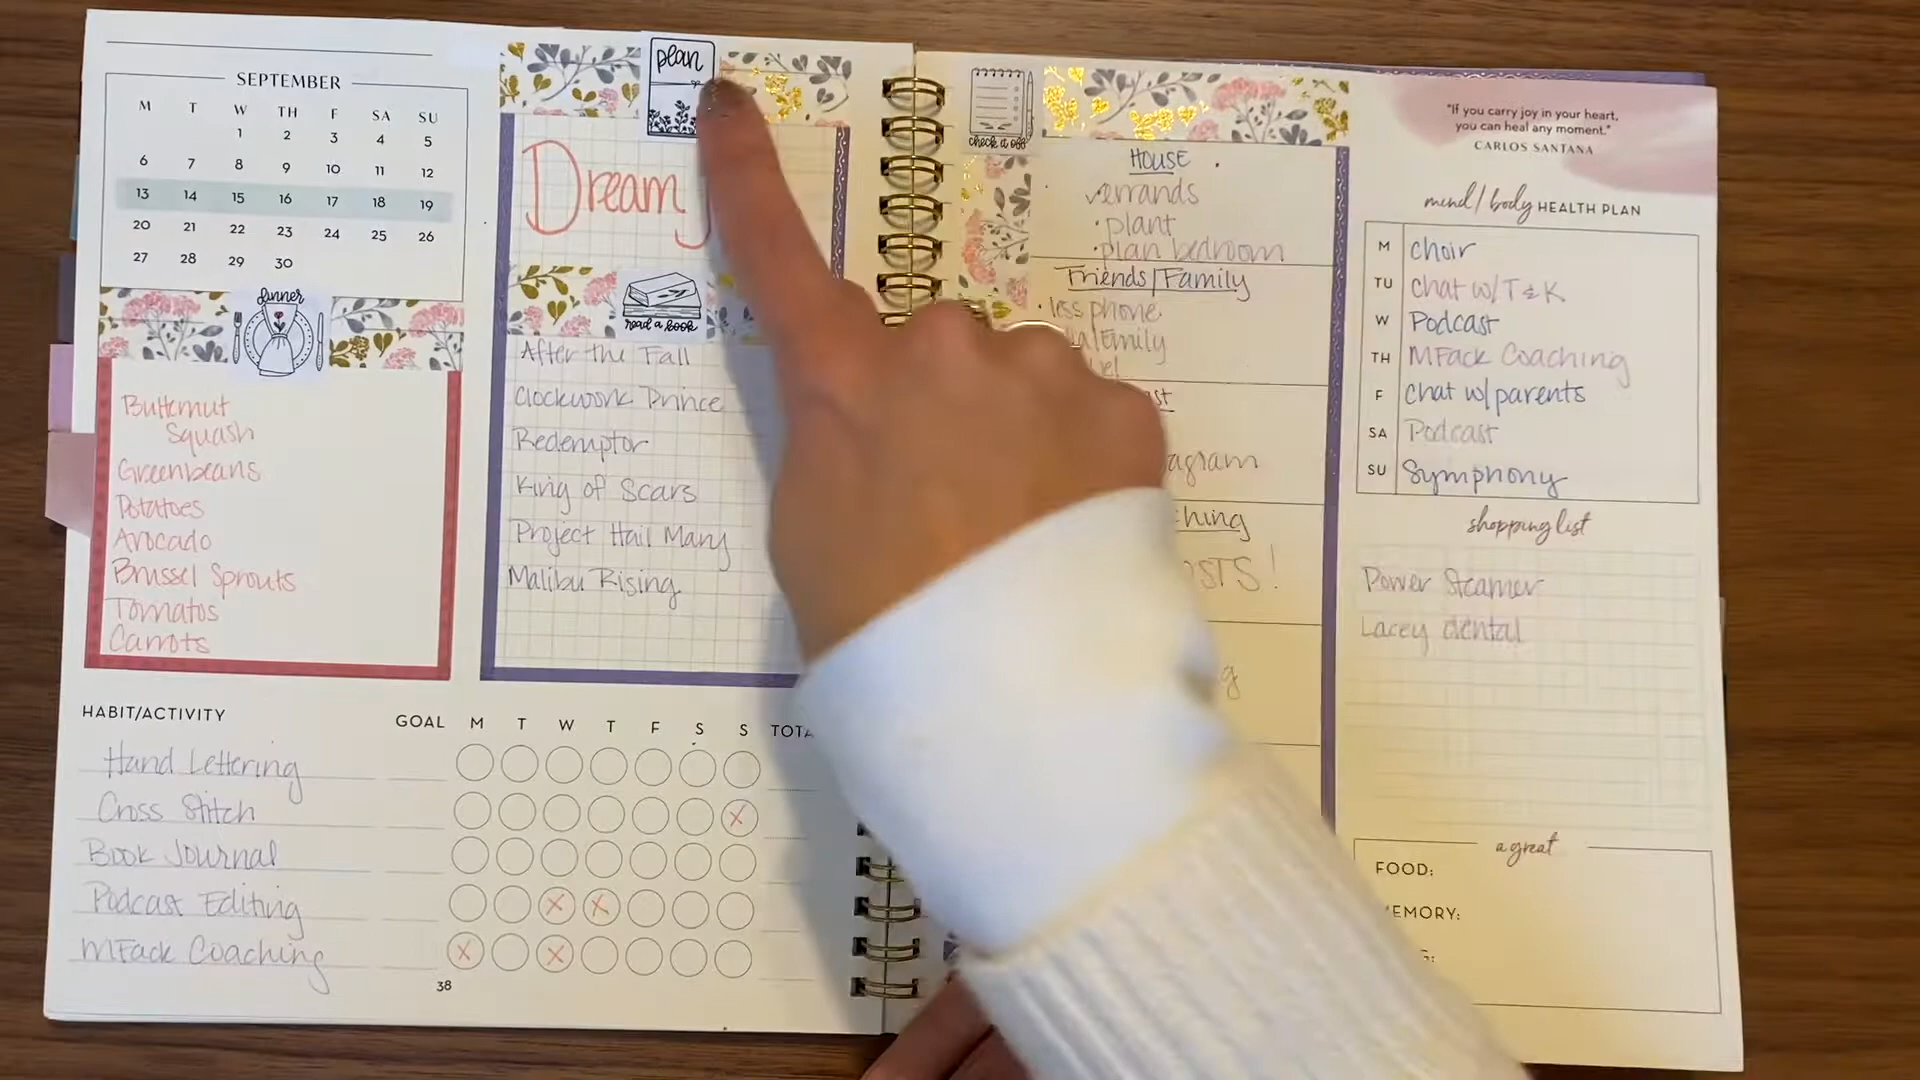 SEPTEMBER
M T W TH F SA SU
1 2 3 4 5
6 7 8 9 10 11 12
13 14 15 16 17 18 19
20 21 22 23 24 25 26
27 28 29 30
dinner
Butternut
Squash
Greenbeans
Potatoes
Avocado
Brussel Sprouts
Tomatos
Carrots
plan
Dream
read a book
After the Fall
Clockwork Prince
Redemptor
King of Scars
Project Hail Mary
Malibu Rising
HABIT/ACTIVITY GOAL M T W T F S S TOTA
Hand Lettering
Cross Stitch
Book Journal
Podcast Editing
MFack Coaching
38
check it off
HOUSE
errands
plant
plan bedroom
Friends/Family
less phone
Emily
agram
hing
STS!
g
"If you carry joy in your heart,
you can heal any moment."
CARLOS SANTANA
mind/body HEALTH PLAN
M choir
TU chat w/ T & K
W Podcast
TH MFack Coaching
F chat w/parents
SA Podcast
SU Symphony
shopping list
Power Steamer
Lacey dental
a great
FOOD:
EMORY: